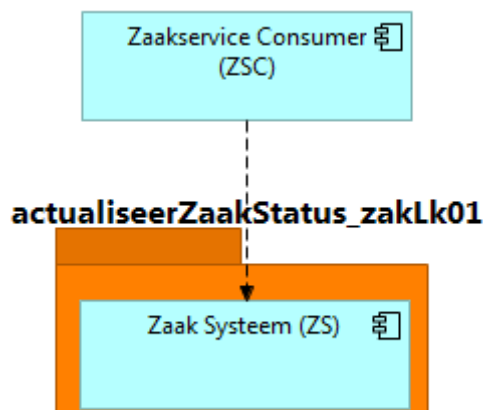 Zaakservice Consumer
(ZSC)
actualiseerZaakStatus_zakLk01
Zaak Systeem (ZS)